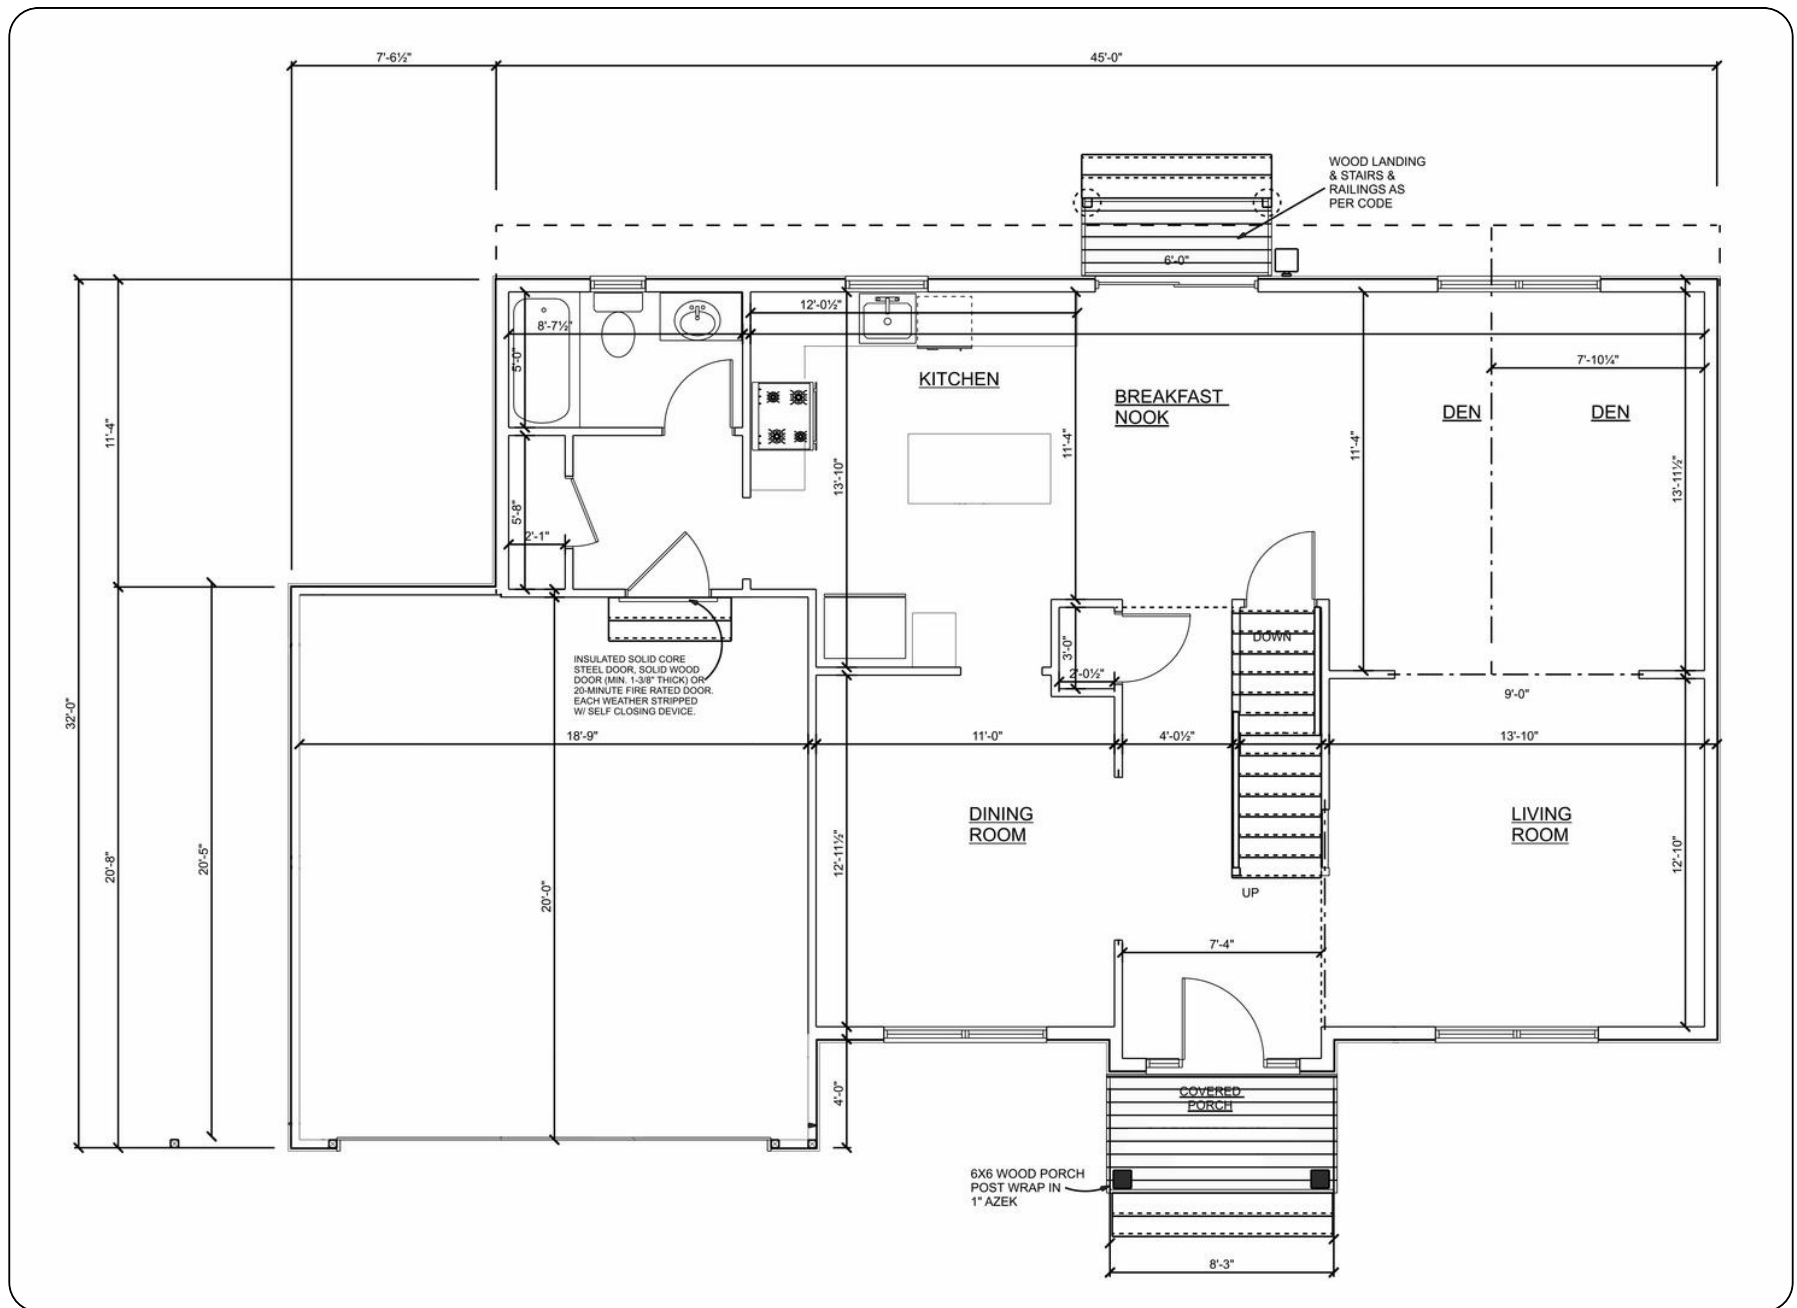 7'-6½"
45'-0"
WOOD LANDING
& STAIRS &
RAILINGS AS
PER CODE
6'-0"
12'-0½"
8'-7½"
5'-0"
7'-10¼"
KITCHEN
BREAKFAST
NOOK
DEN
DEN
11'-4"
11'-4"
11'-4"
13'-10"
13'-11½"
5'-8"
2'-1"
DOWN
3'-0"
2'-0½"
INSULATED SOLID CORE
STEEL DOOR, SOLID WOOD
DOOR (MIN. 1-3/8" THICK) OR
20-MINUTE FIRE RATED DOOR.
EACH WEATHER STRIPPED
W/ SELF CLOSING DEVICE.
9'-0"
32'-0"
18'-9"
11'-0"
4'-0½"
13'-10"
DINING
ROOM
LIVING
ROOM
20'-8"
20'-5"
20'-0"
12'-11½"
12'-10"
UP
7'-4"
4'-0"
COVERED
PORCH
6X6 WOOD PORCH
POST WRAP IN
1" AZEK
8'-3"